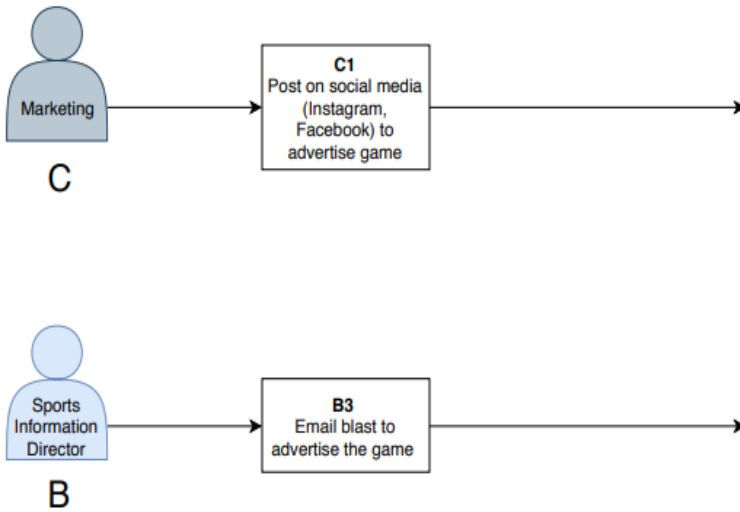 Marketing
C
C1
Post on social media
(Instagram,
Facebook) to
advertise game
Sports
Information
Director
B
B3
Email blast to
advertise the game